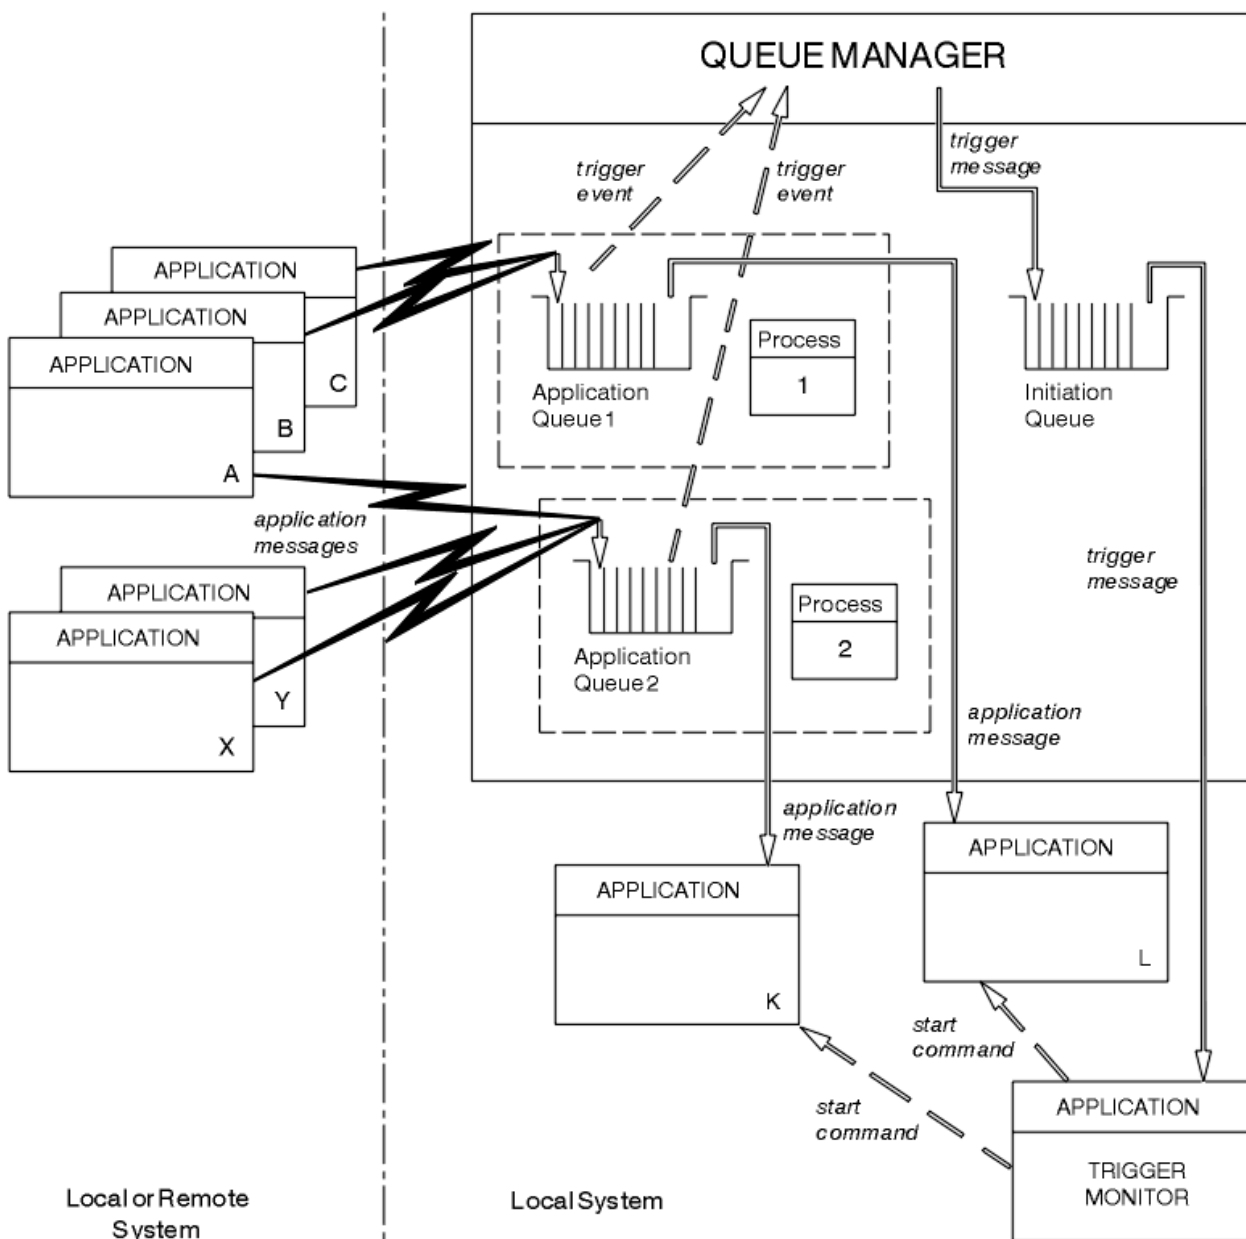 QUEUE MANAGER
trigger
event
trigger
event
trigger
message
APPLICATION
C
APPLICATION
B
APPLICATION
A
Application
Queue 1
Process
1
Initiation
Queue
application
messages
APPLICATION
Y
APPLICATION
X
Application
Queue 2
Process
2
trigger
message
application
message
application
message
APPLICATION
K
APPLICATION
L
start
command
start
command
APPLICATION
TRIGGER
MONITOR
Local or Remote
System
Local System